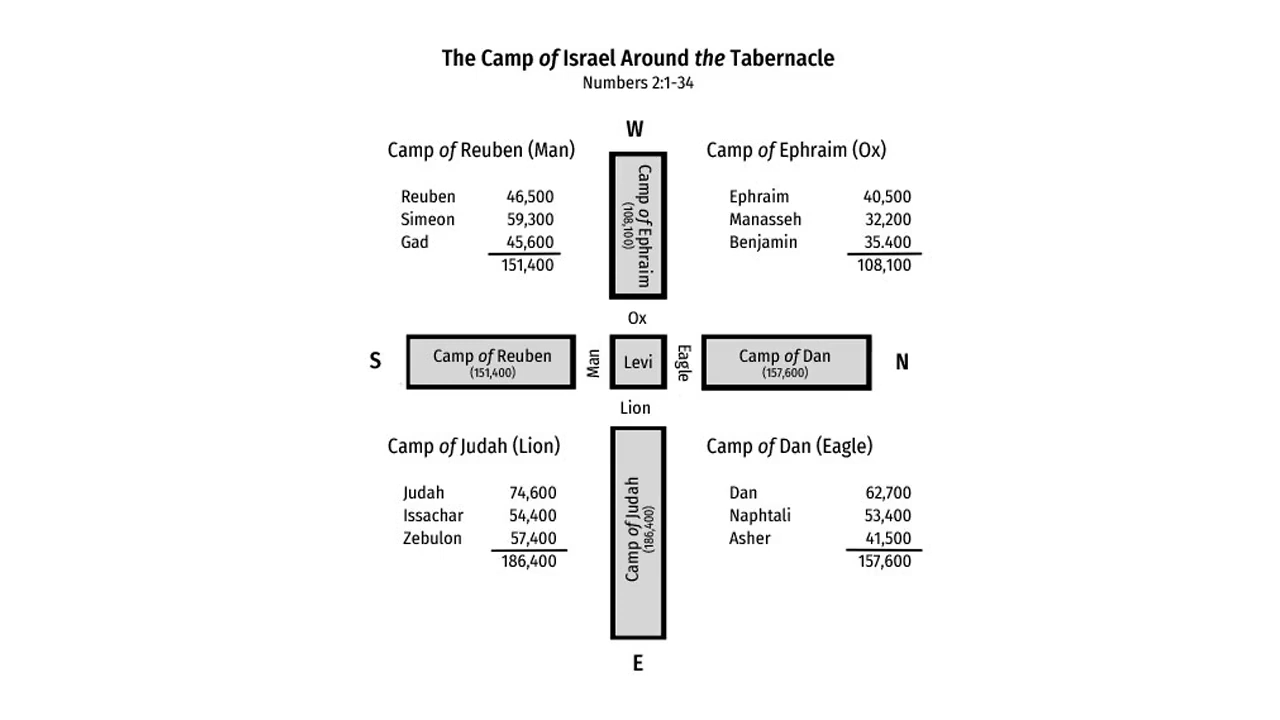 The Camp of Israel Around the Tabernacle
Numbers 2:1-34
W
Camp of Reuben (Man)
Reuben 46,500
Simeon 59,300
Gad 45,600
151,400
Camp of Ephraim
(108,100)
Camp of Ephraim (Ox)
Ephraim 40,500
Manasseh 32,200
Benjamin 35.400
108,100
Ox
S
Camp of Reuben
(151,400)
Man
Levi
Eagle
Camp of Dan
(157,600)
N
Lion
Camp of Judah (Lion)
Judah 74,600
Issachar 54,400
Zebulon 57,400
186,400
Camp of Judah
(186,400)
Camp of Dan (Eagle)
Dan 62,700
Naphtali 53,400
Asher 41,500
157,600
E